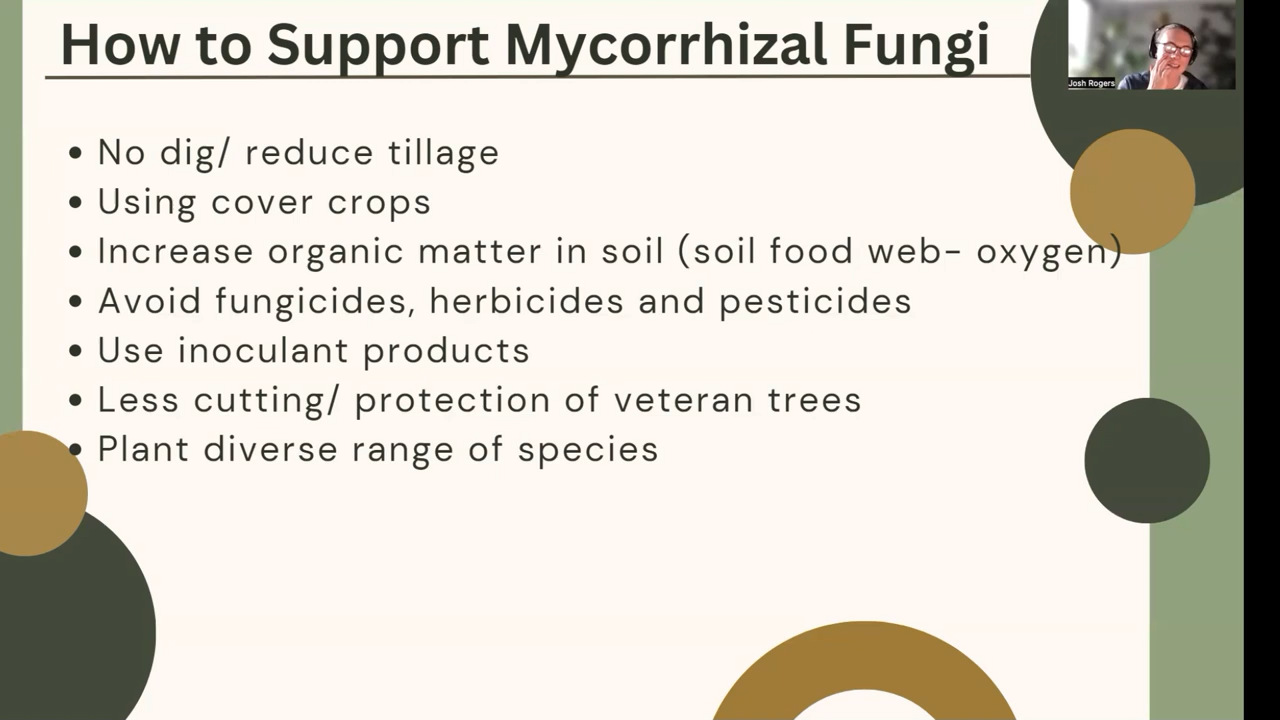 How to Support Mycorrhizal Fungi
Josh Rogers
• No dig/ reduce tillage
• Using cover crops
• Increase organic matter in soil (soil food web- oxygen)
• Avoid fungicides, herbicides and pesticides
• Use inoculant products
• Less cutting/ protection of veteran trees
• Plant diverse range of species